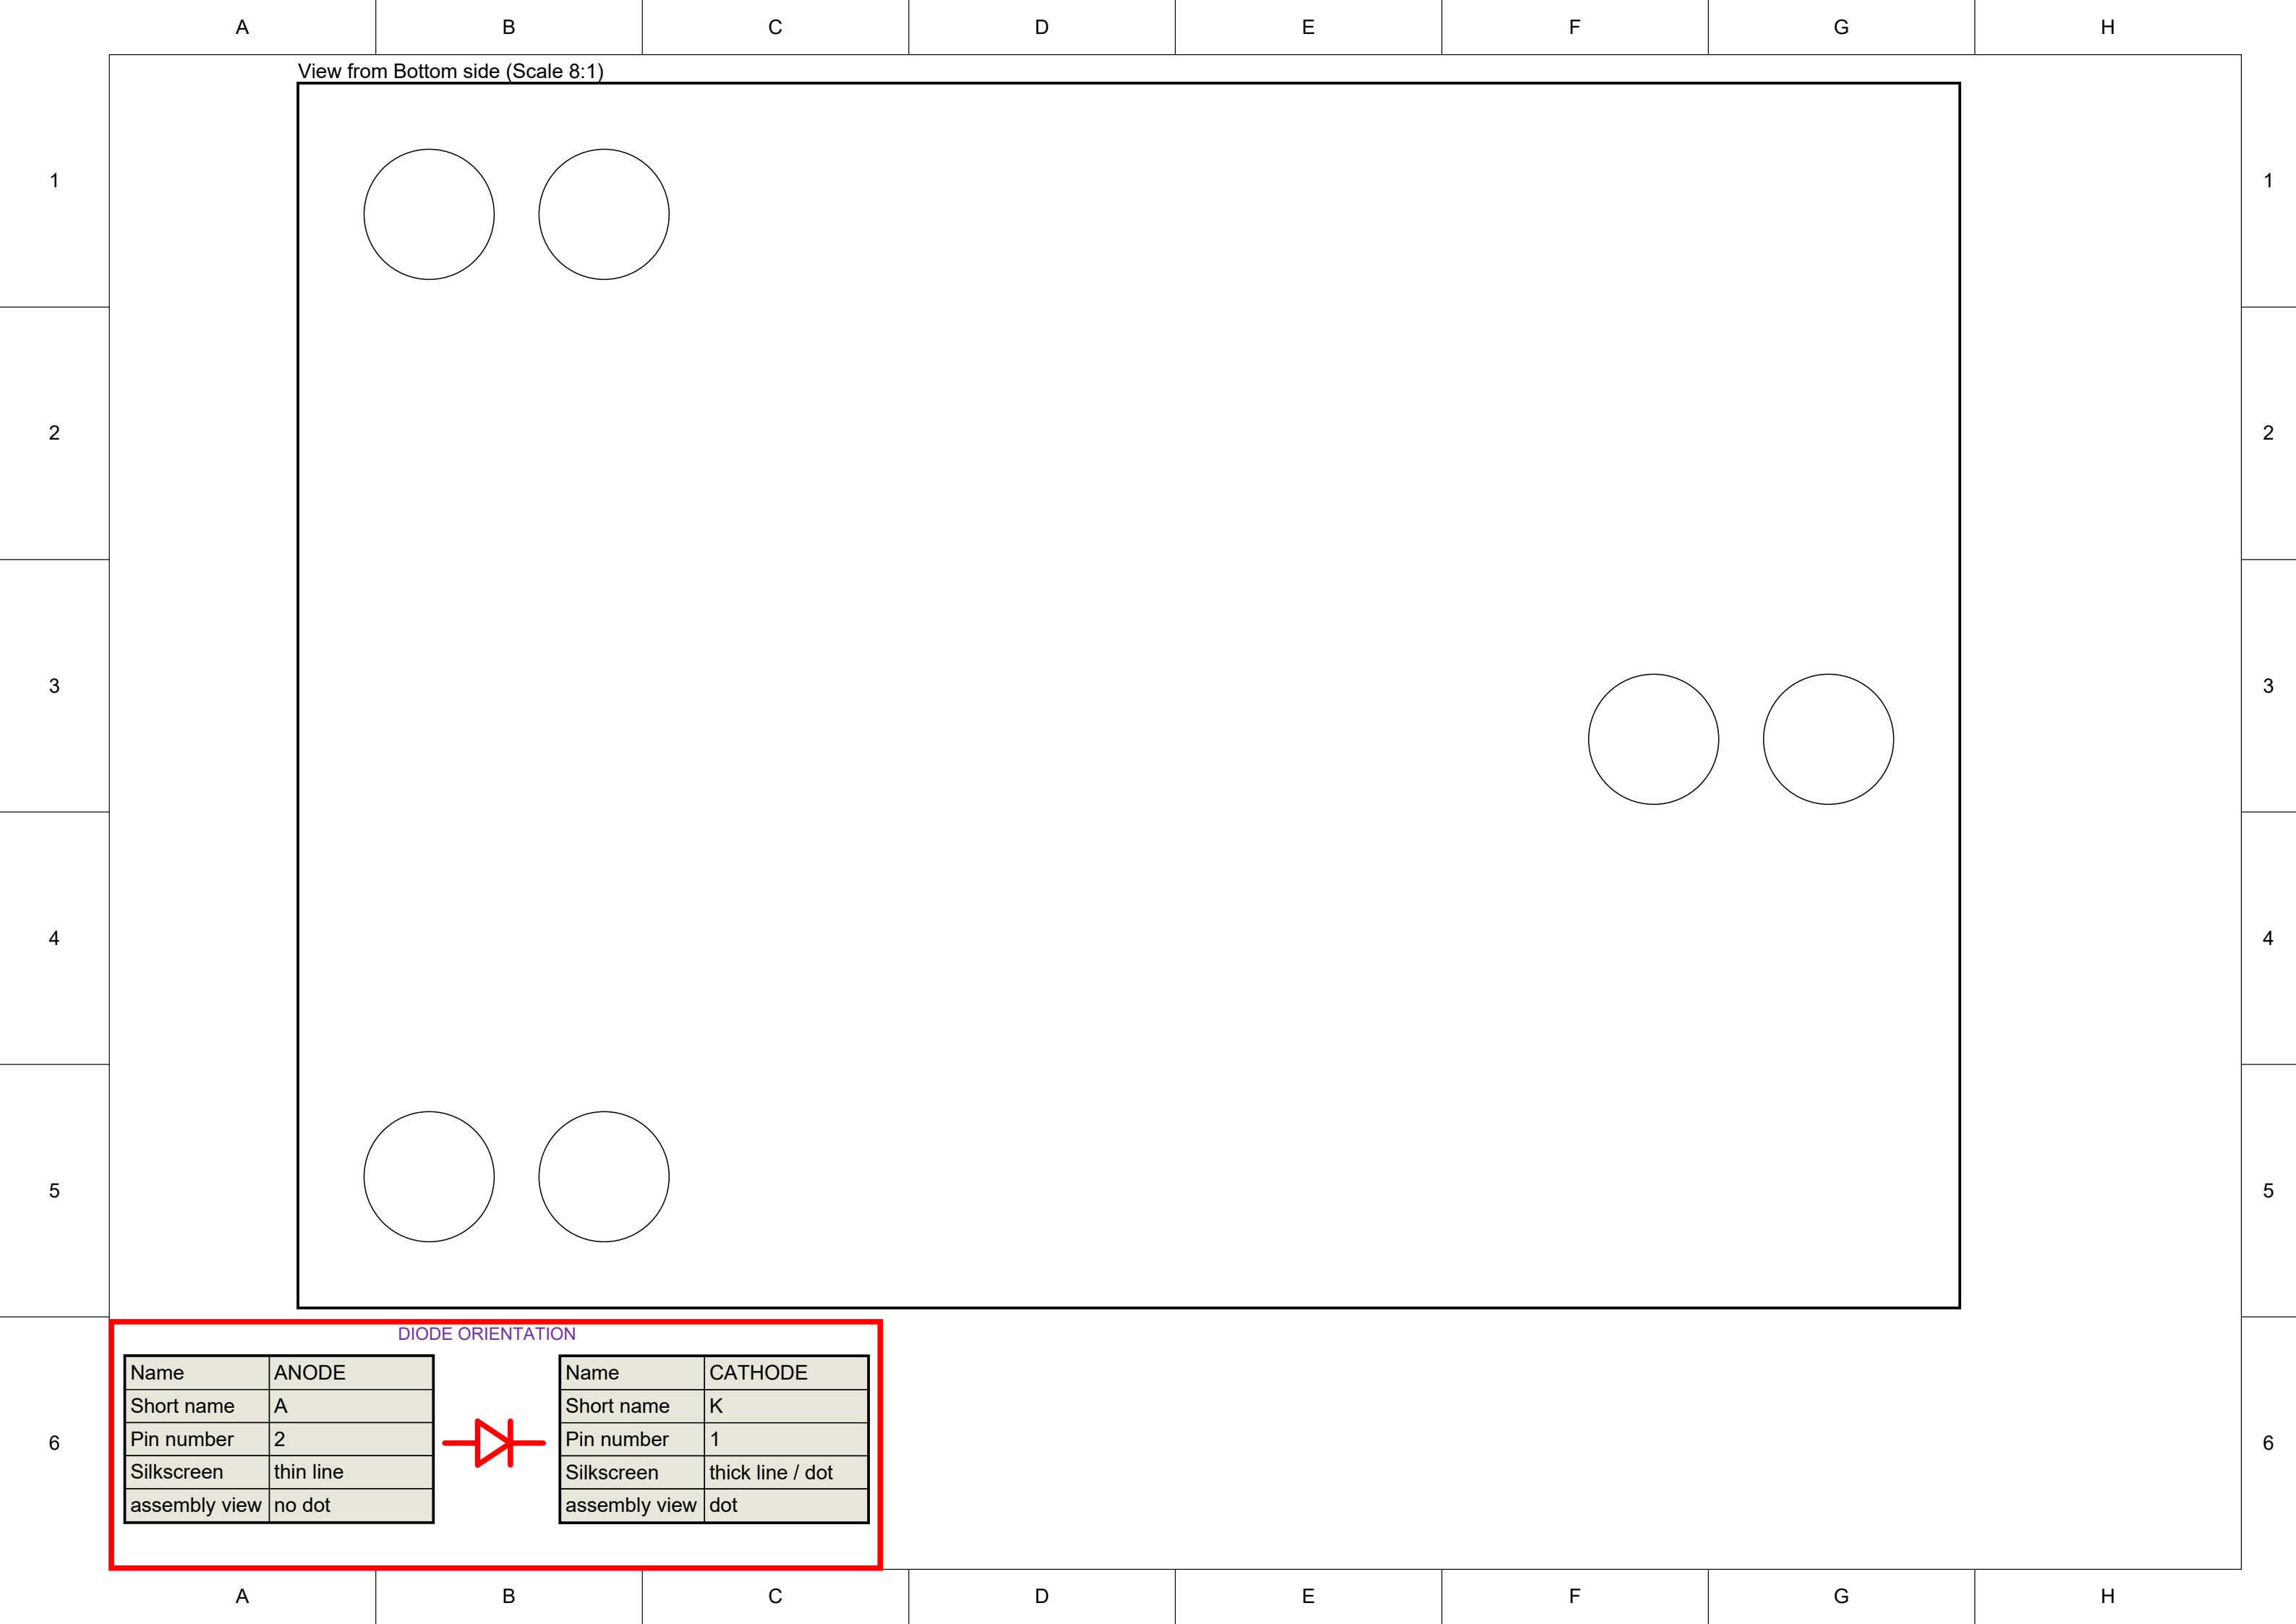 A B C D E F G H
View from Bottom side (Scale 8:1)
1 1
2 2
3 3
4 4
5 5
DIODE ORIENTATION
Name ANODE Name CATHODE
Short name A Short name K
Pin number 2 Pin number 1
6 6
Silkscreen thin line Silkscreen thick line / dot
assembly view no dot assembly view dot
A B C D E F G H